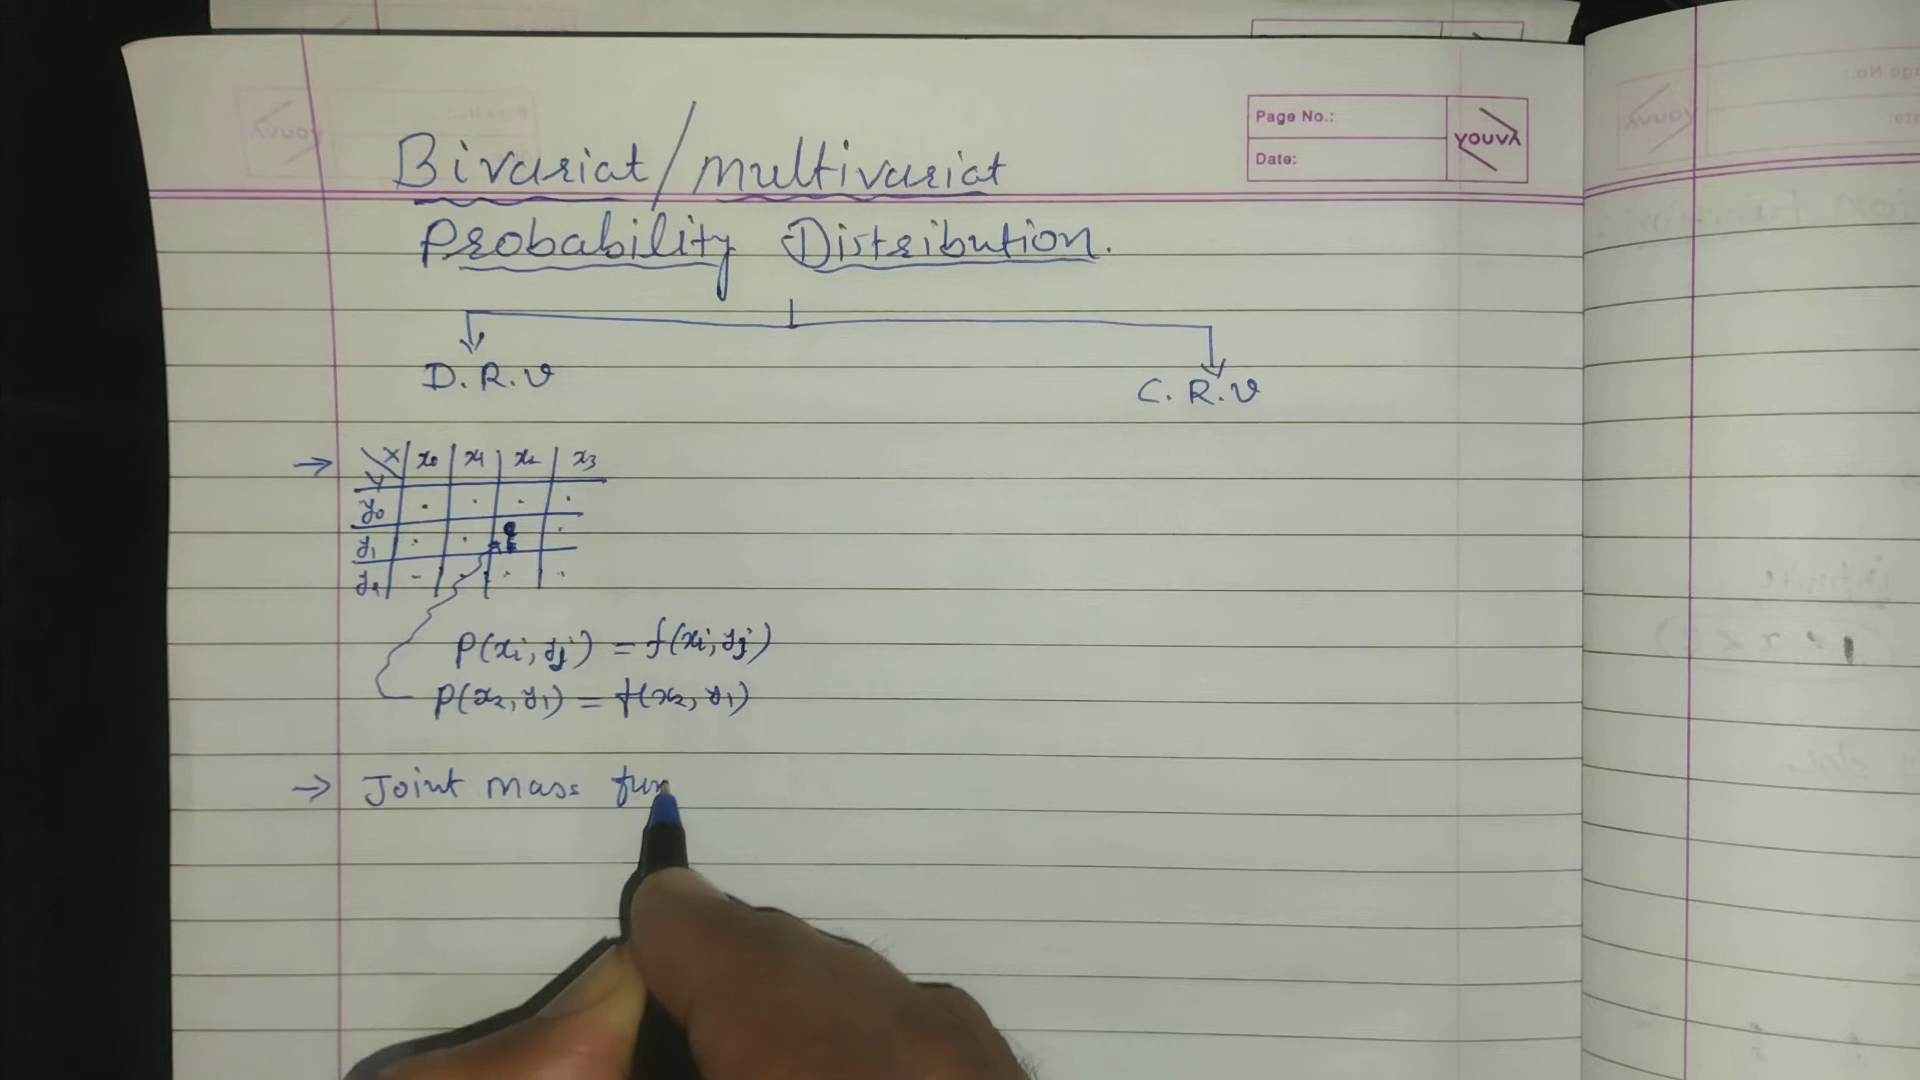 Page No.:
YOUVA
Date:
Bivariat/multivariat
Probability Distribution.
D.R.V
C.R.V
→ X x0 x1 x2 x3
Y
y0
y1
y2
P(xi, yj) = f(xi, yj)
P(x2, y1) = f(x2, y1)
→ Joint mass fun